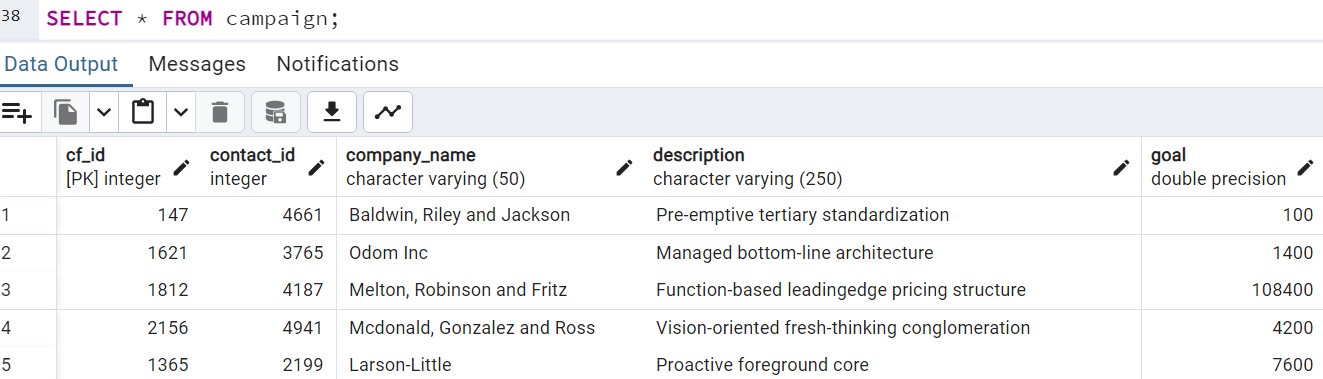 38 SELECT * FROM campaign;
Data Output Messages Notifications
cf_id contact_id company_name description goal
[PK] integer integer character varying (50) character varying (250) double precision
1 147 4661 Baldwin, Riley and Jackson Pre-emptive tertiary standardization 100
2 1621 3765 Odom Inc Managed bottom-line architecture 1400
3 1812 4187 Melton, Robinson and Fritz Function-based leadingedge pricing structure 108400
4 2156 4941 Mcdonald, Gonzalez and Ross Vision-oriented fresh-thinking conglomeration 4200
5 1365 2199 Larson-Little Proactive foreground core 7600